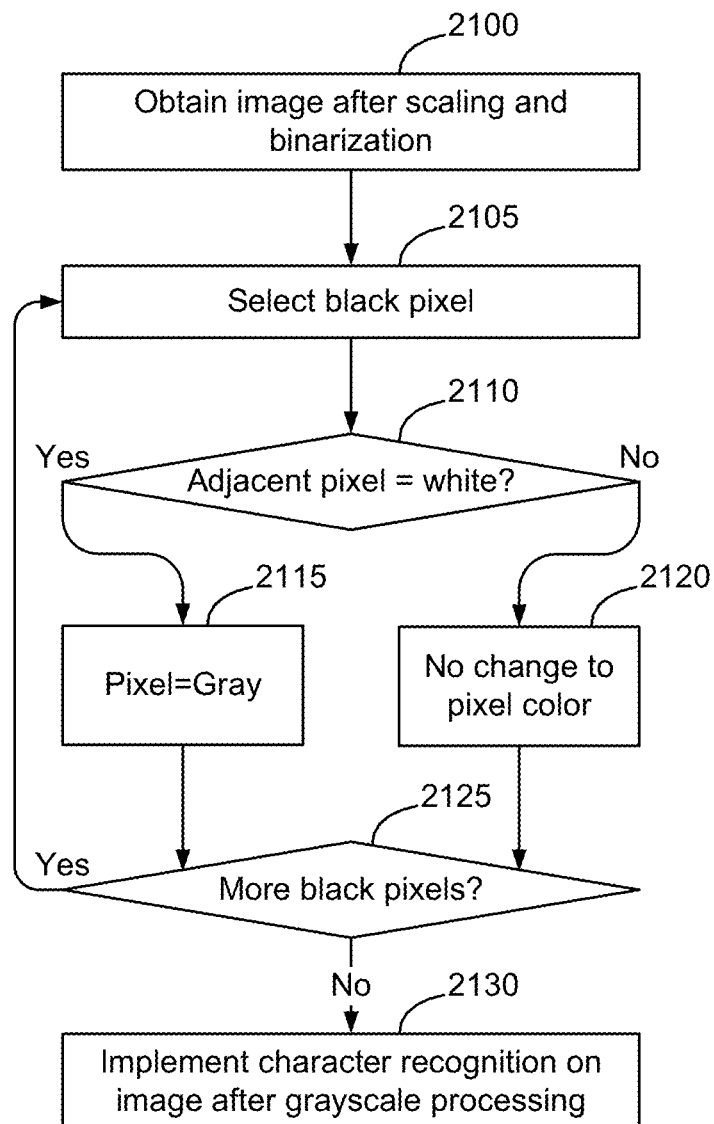 2100
Obtain image after scaling and
binarization
2105
Select black pixel
2110
Yes
No
Adjacent pixel = white?
2115
2120
Pixel=Gray
No change to
pixel color
2125
Yes
More black pixels?
No
2130
Implement character recognition on
image after grayscale processing